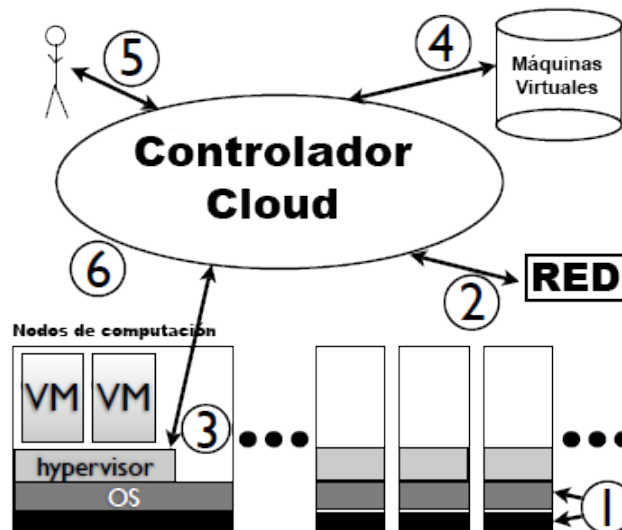 5
4
Máquinas
Virtuales
Controlador
Cloud
6
2
RED
Nodos de computación
VM VM
3
hypervisor
OS
1